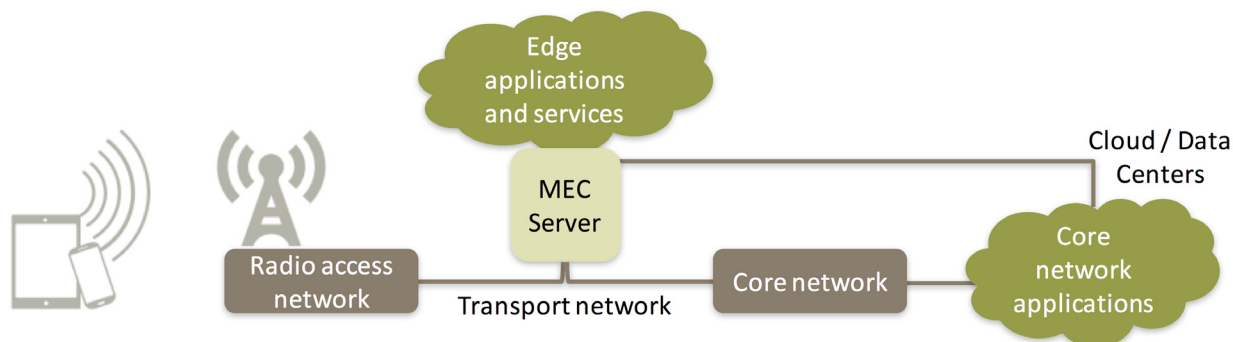 Edge
applications
and services
MEC
Server
Cloud / Data
Centers
Radio access
network
Transport network
Core network
Core
network
applications